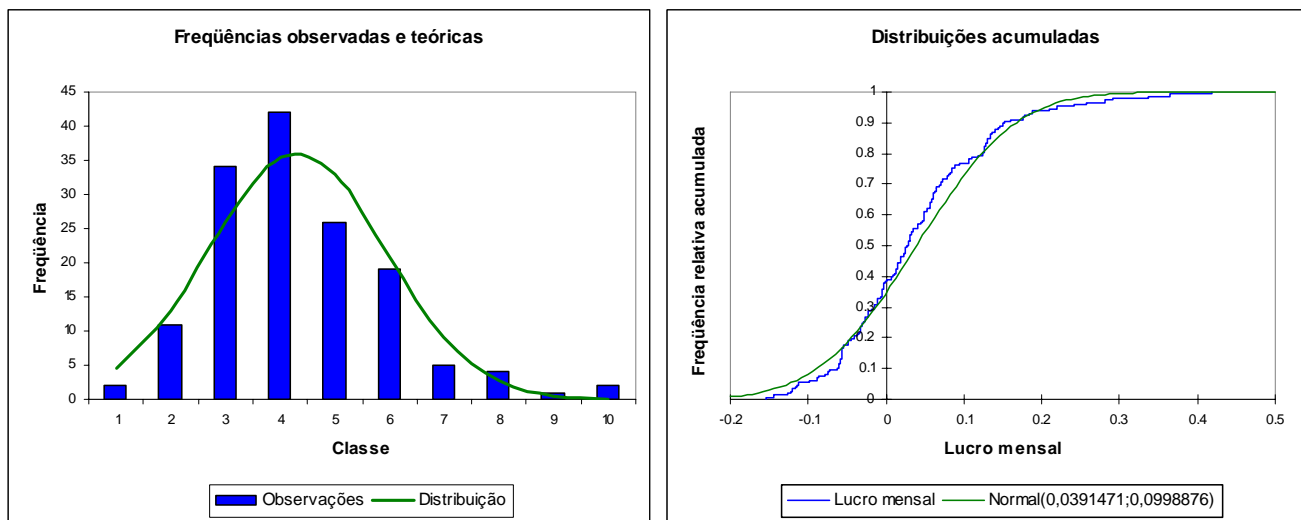 Freqüências observadas e teóricas
45
40
35
30
25
20
15
10
5
0
Freqüência
1 2 3 4 5 6 7 8 9 10
Classe
Observações Distribuição
Distribuições acumuladas
1
0.9
0.8
0.7
0.6
0.5
0.4
0.3
0.2
0.1
0
Freqüência relativa acumulada
-0.2 -0.1 0 0.1 0.2 0.3 0.4 0.5
Lucro mensal
Lucro mensal Normal(0,0391471;0,0998876)